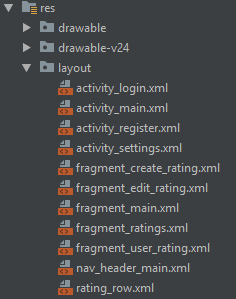 res
drawable
drawable-v24
layout
activity_login.xml
activity_main.xml
activity_register.xml
activity_settings.xml
fragment_create_rating.xml
fragment_edit_rating.xml
fragment_main.xml
fragment_ratings.xml
fragment_user_rating.xml
nav_header_main.xml
rating_row.xml